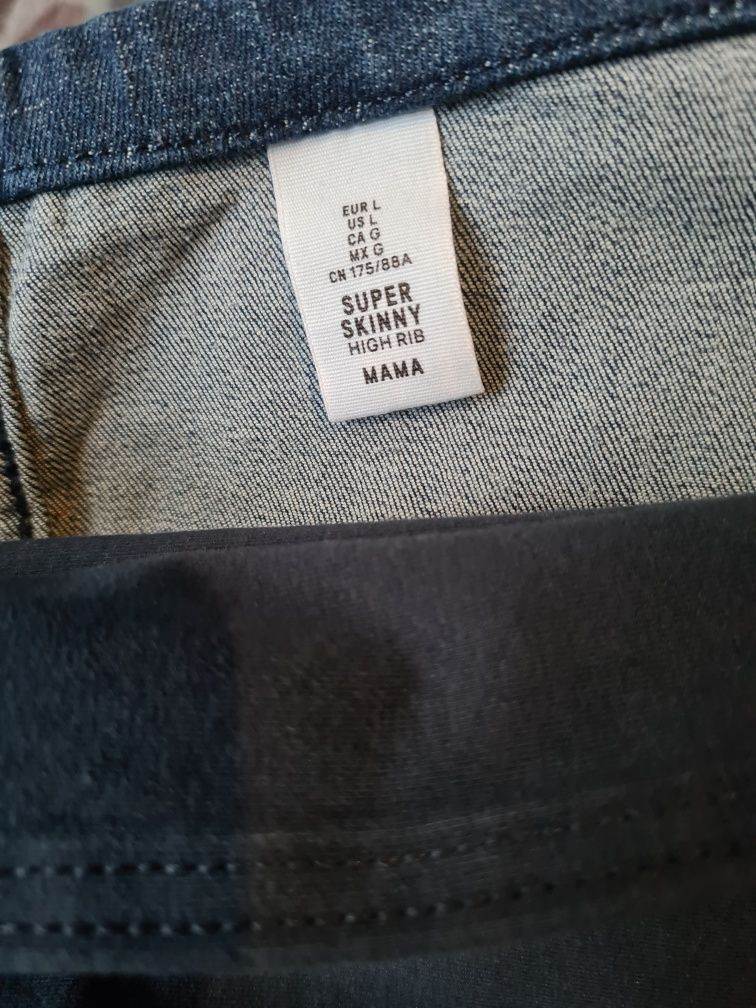 EUR L
US L
CA G
MX G
CN 175/88A
SUPER
SKINNY
HIGH RIB
MAMA